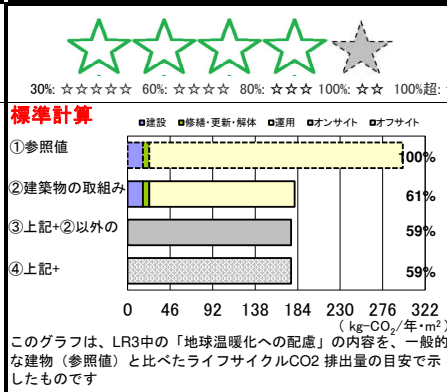 30%: ☆☆☆☆☆ 60%: ☆☆☆☆ 80%: ☆☆☆ 100%: ☆☆ 100%超:
標準計算
■建設 ■修繕・更新・解体 □運用 ■オンサイト ■オフサイト
①参照値
100%
②建築物の取組み
61%
③上記+②以外の
59%
④上記+
59%
0 46 92 138 184 230 276 322
( kg-CO2/年・m2)
このグラフは、LR3中の「地球温暖化への配慮」の内容を、一般的
な建物（参照値）と比べたライフサイクルCO2 排出量の目安で示
したものです